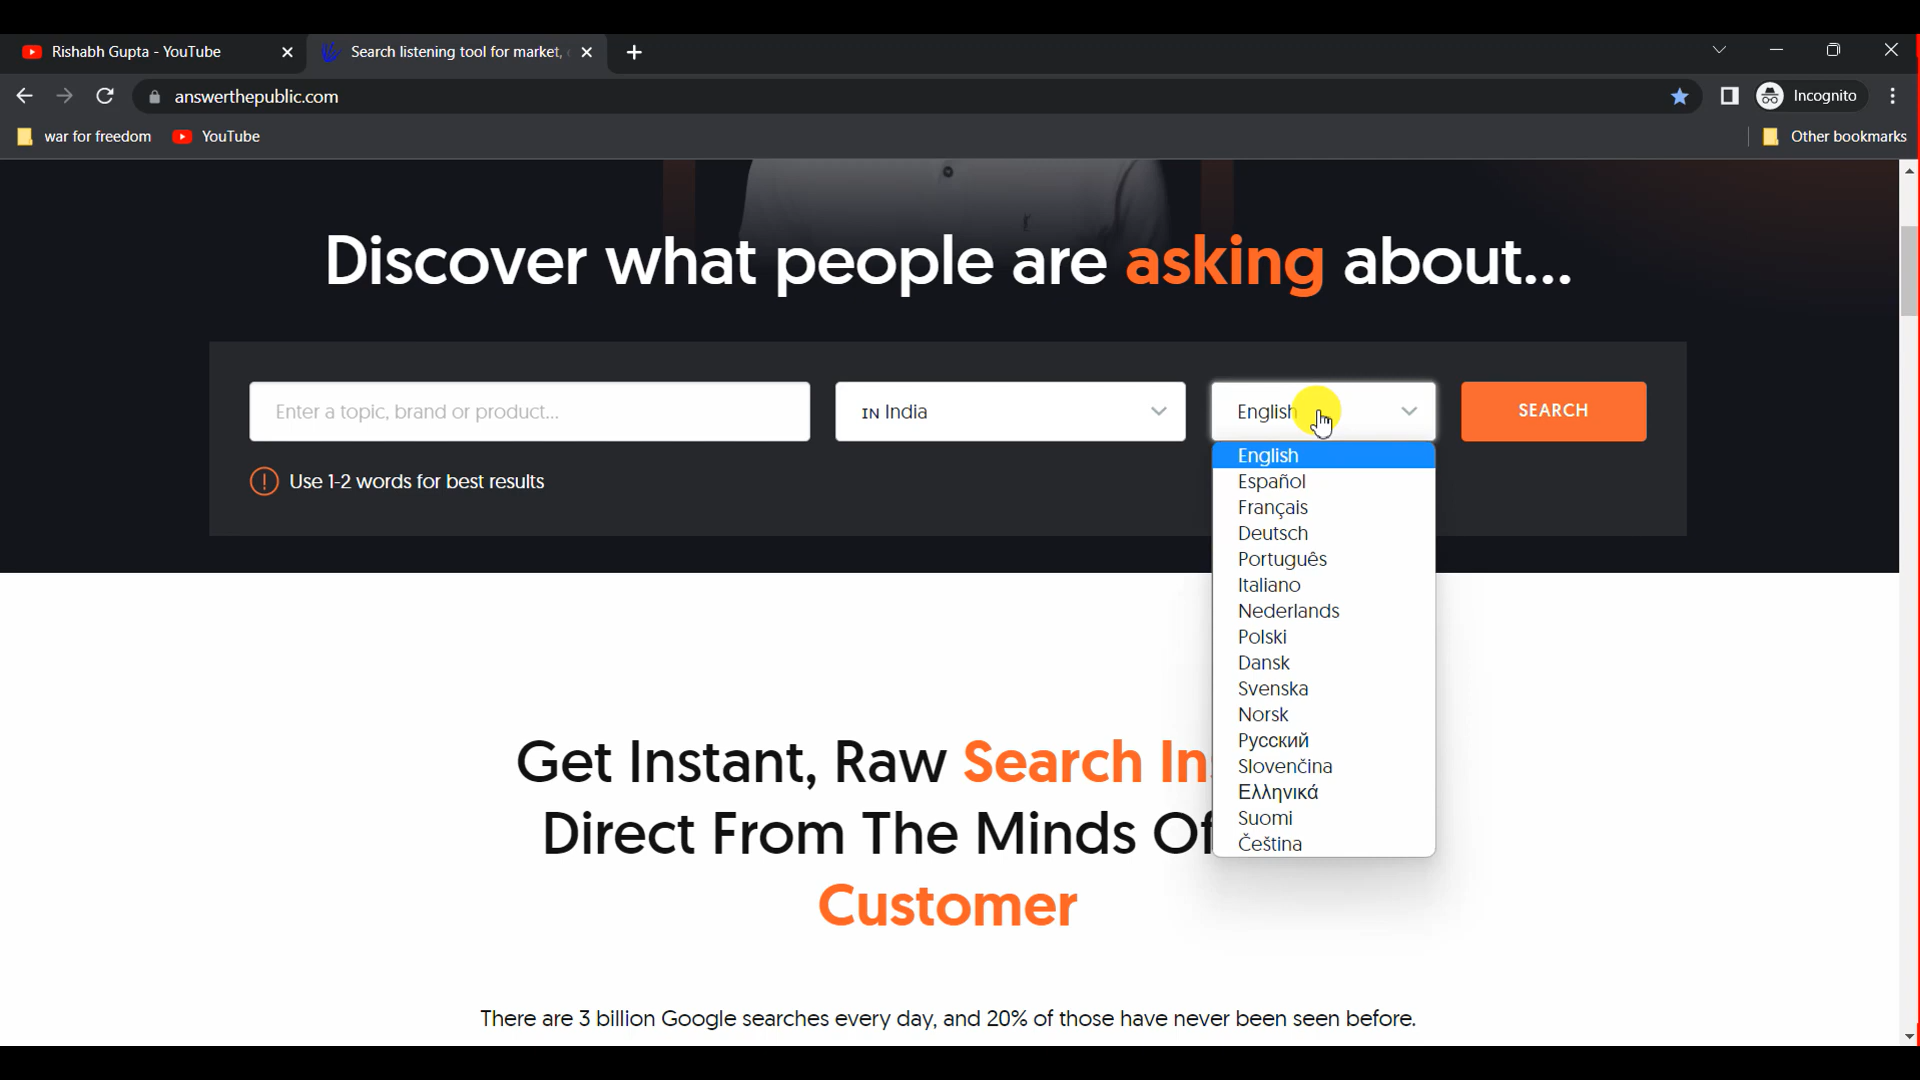 Rishabh Gupta - YouTube
Search listening tool for market,
answerthepublic.com
Incognito
war for freedom
YouTube
Other bookmarks
Discover what people are asking about...
Enter a topic, brand or product...
IN India
English
SEARCH
Use 1-2 words for best results
English
Español
Français
Deutsch
Português
Italiano
Nederlands
Polski
Dansk
Svenska
Norsk
Русский
Slovenčina
Ελληνικά
Suomi
Čeština
Get Instant, Raw Search
Direct From The Minds
Customer
There are 3 billion Google searches every day, and 20% of those have never been seen before.